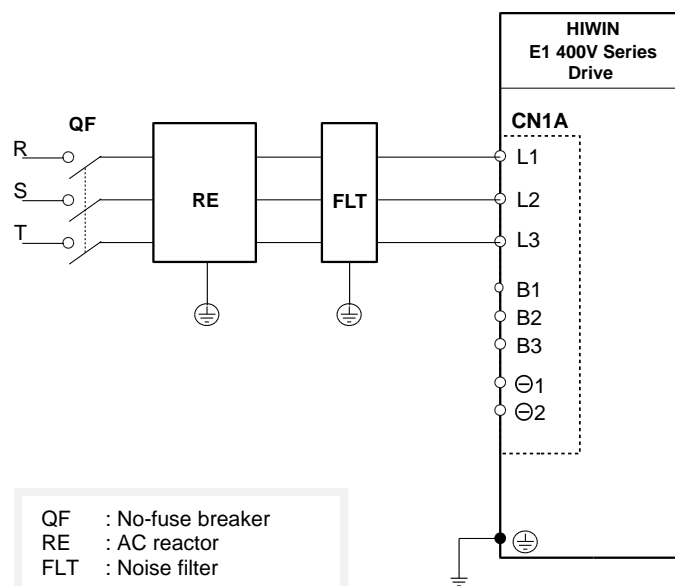 HIWIN
E1 400V Series
Drive
CN1A
QF
R
S
T
RE
FLT
L1
L2
L3
B1
B2
B3
⊖1
⊖2
QF : No-fuse breaker
RE : AC reactor
FLT : Noise filter